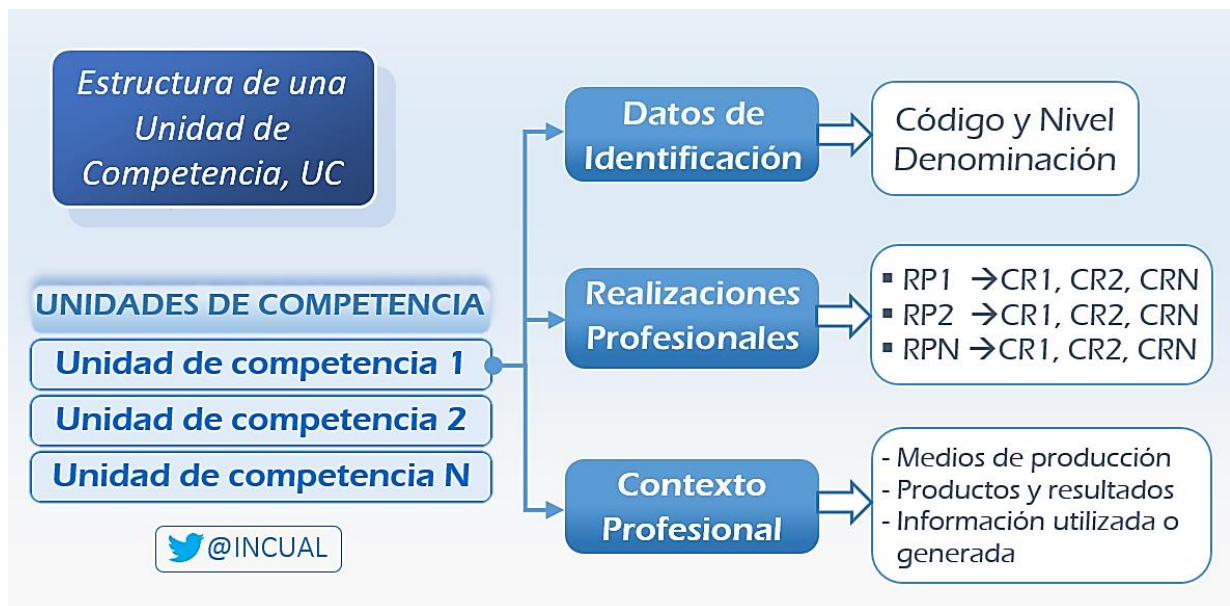 Estructura de una
Unidad de
Competencia, UC
UNIDADES DE COMPETENCIA
Unidad de competencia 1
Unidad de competencia 2
Unidad de competencia N
@INCUAL
Datos de
Identificación
Código y Nivel
Denominación
Realizaciones
Profesionales
▪ RP1 →CR1, CR2, CRN
▪ RP2 →CR1, CR2, CRN
▪ RPN →CR1, CR2, CRN
Contexto
Profesional
- Medios de producción
- Productos y resultados
- Información utilizada o
generada